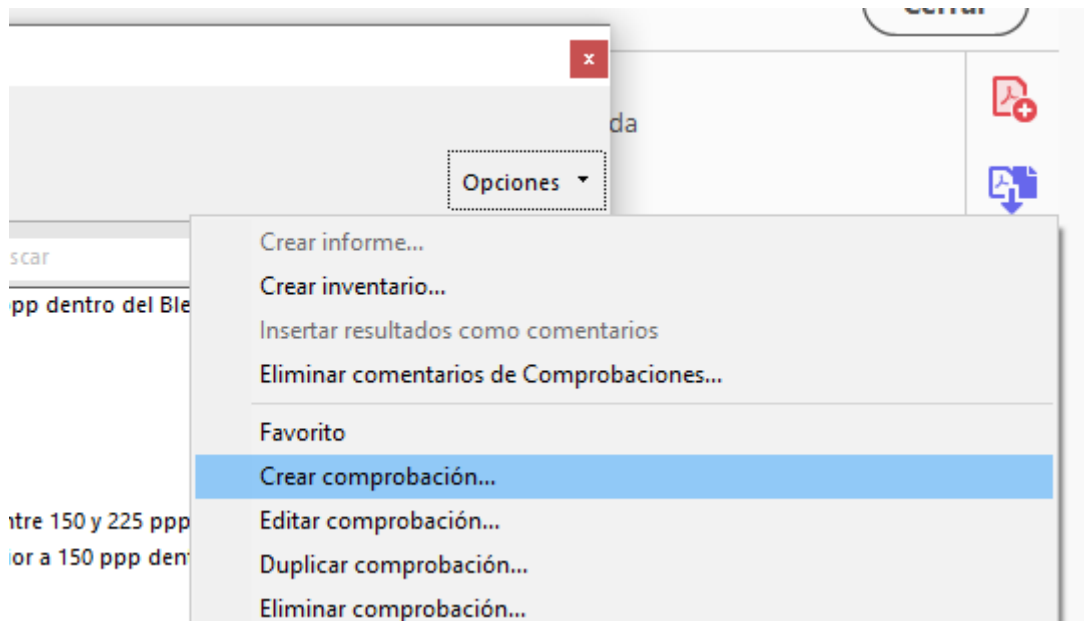 Cerrar
x
da
Opciones
scar
Crear informe...
Crear inventario...
pp dentro del Ble
Insertar resultados como comentarios
Eliminar comentarios de Comprobaciones...
Favorito
Crear comprobación...
ntre 150 y 225 ppp
Editar comprobación...
ior a 150 ppp den
Duplicar comprobación...
Eliminar comprobación...